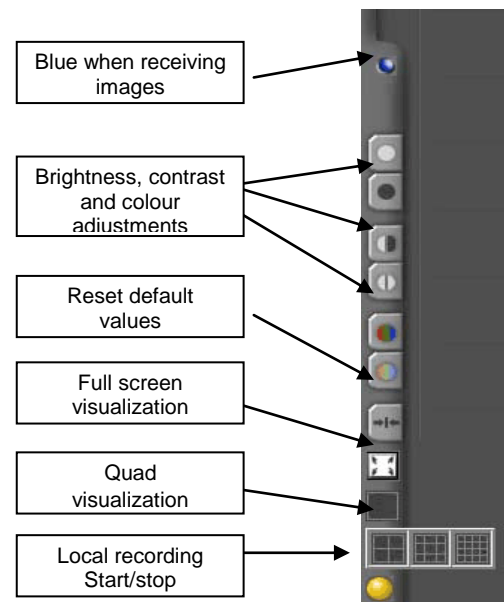 Blue when receiving
images
Brightness, contrast
and colour
adjustments
Reset default
values
Full screen
visualization
Quad
visualization
Local recording
Start/stop